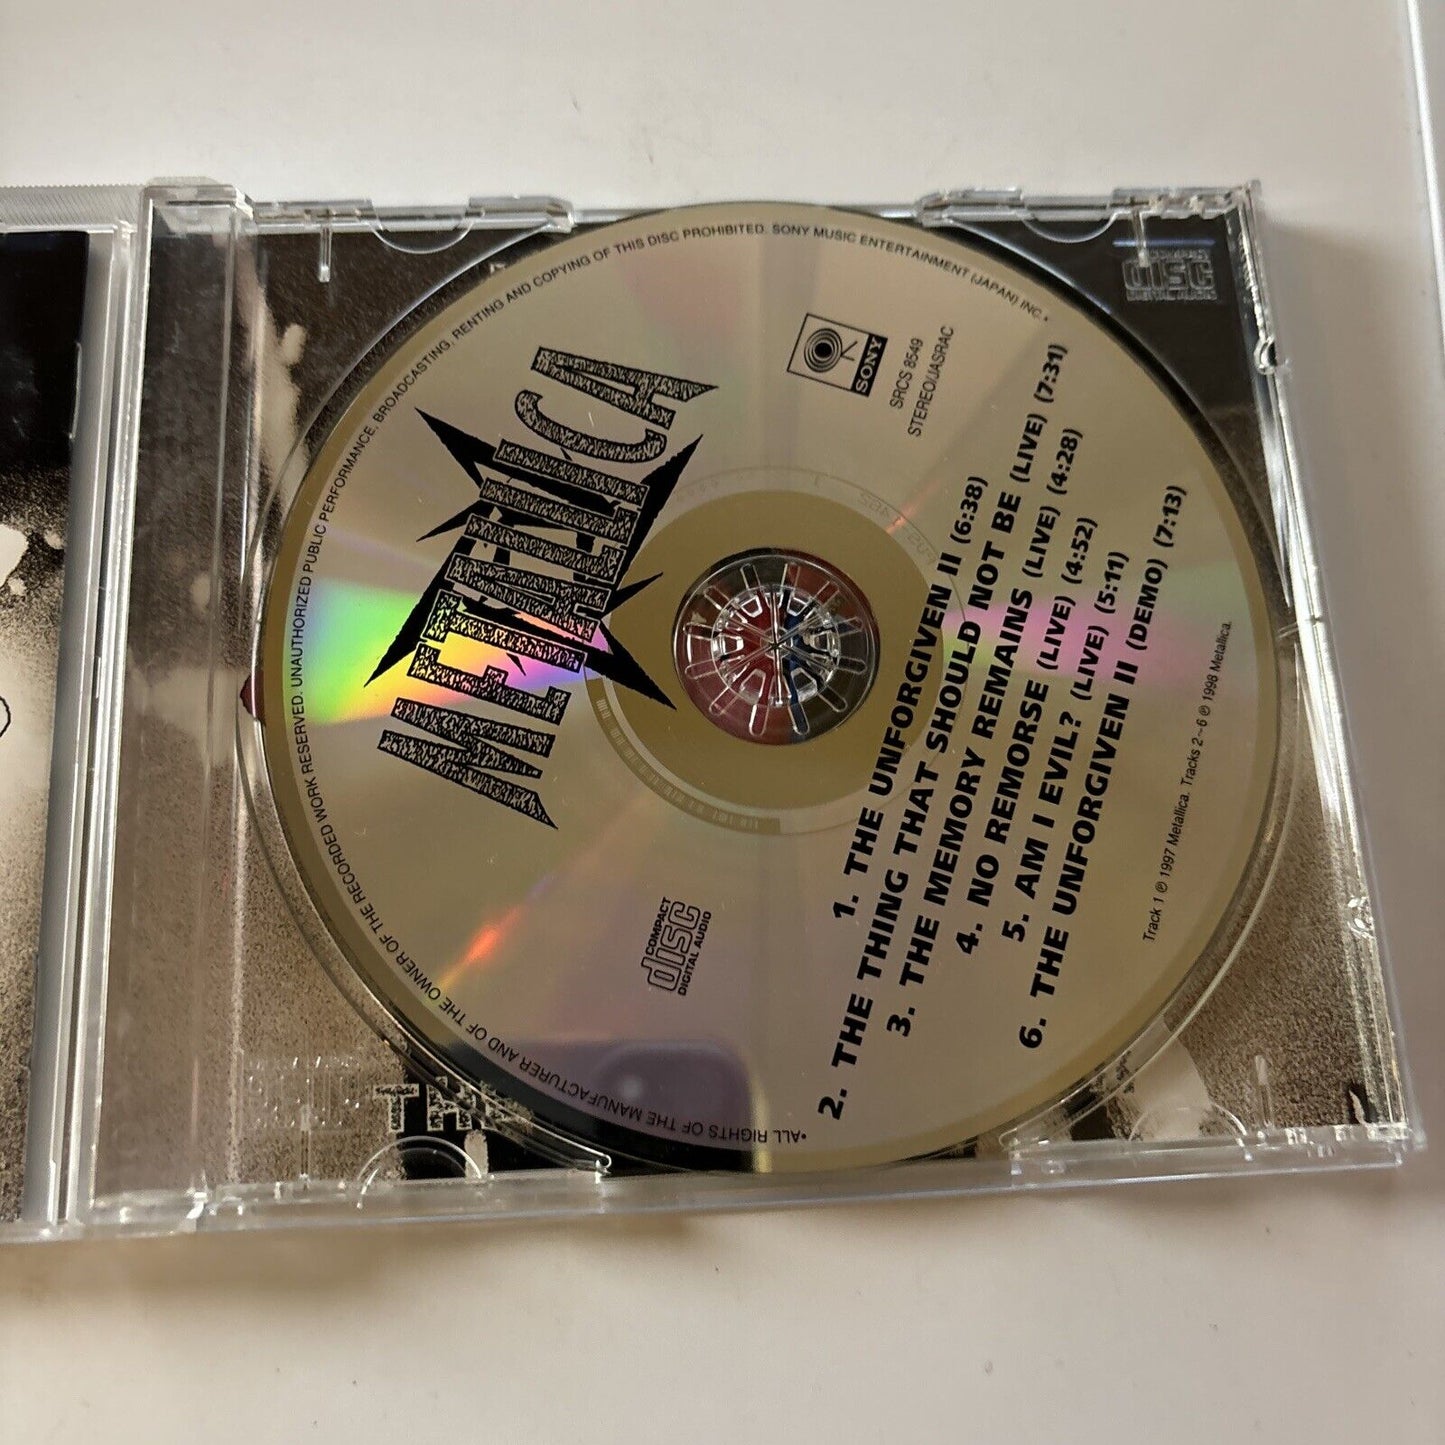 METALLICA
SONY
SRCS 8549
STEREO/JASRAC
1. THE UNFORGIVEN II (6:38)
2. THE THING THAT SHOULD NOT BE (LIVE) (7:31)
3. THE MEMORY REMAINS (LIVE) (4:28)
4. NO REMORSE (LIVE) (4:52)
5. AM I EVIL? (LIVE) (5:11)
6. THE UNFORGIVEN II (DEMO) (7:13)
Track 1 ℗ 1997 Metallica. Tracks 2~6 ℗ 1998 Metallica.
COMPACT
disc
DIGITAL AUDIO
•ALL RIGHTS OF THE MANUFACTURER AND OF THE OWNER OF THE RECORDED WORK RESERVED. UNAUTHORIZED PUBLIC PERFORMANCE, BROADCASTING, RENTING AND COPYING OF THIS DISC PROHIBITED. SONY MUSIC ENTERTAINMENT (JAPAN) INC.•
COMPACT
disc
DIGITAL AUDIO
THE